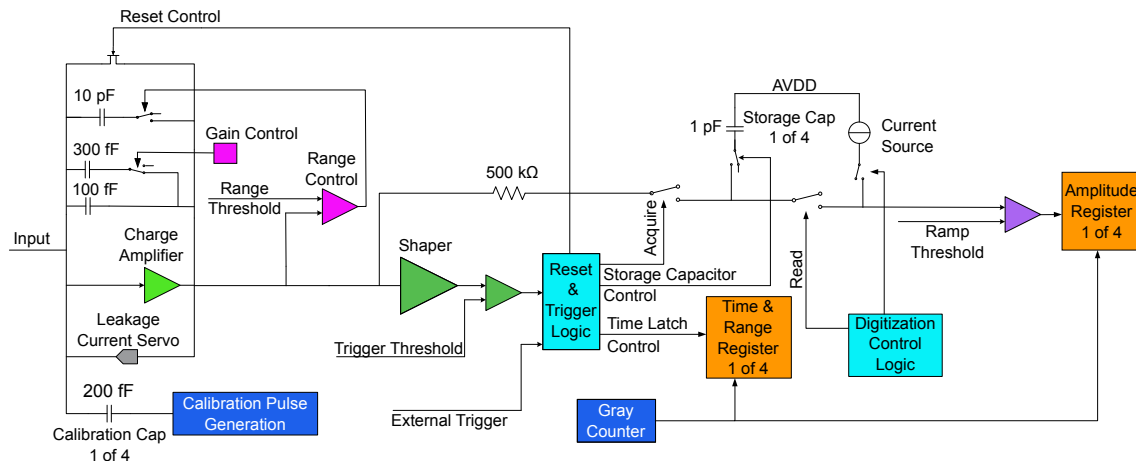 Reset Control
10 pF
Gain Control
300 fF
100 fF
Range
Threshold
Range
Control
Input
Charge
Amplifier
Leakage
Current Servo
200 fF
Calibration Cap
1 of 4
Calibration Pulse
Generation
Shaper
Trigger Threshold
External Trigger
500 kΩ
Reset
&
Trigger
Logic
Acquire
Storage Capacitor
Control
Time Latch
Control
Time &
Range
Register
1 of 4
Gray
Counter
AVDD
1 pF
Storage Cap
1 of 4
Current
Source
Read
Digitization
Control
Logic
Ramp
Threshold
Amplitude
Register
1 of 4